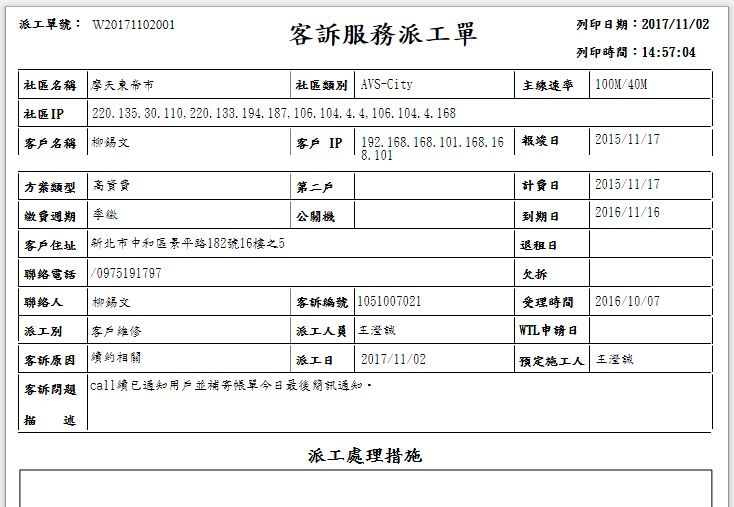 派工單號： W20171102001 客訴服務派工單 列印日期：2017/11/02
列印時間：14:57:04
社區名稱 摩天東帝市 社區類別 AVS-City 主線速率 100M/40M
社區IP 220.135.30.110,220.133.194.187,106.104.4.4,106.104.4.168
客戶名稱 柳錫文 客戶 IP 192.168.168.101.168.16 報竣日 2015/11/17
8.101
方案類型 高資費 第二戶 計費日 2015/11/17
繳費週期 季繳 公關機 到期日 2016/11/16
客戶住址 新北市中和區景平路182號16樓之5 退租日
聯絡電話 /0975191797 欠拆
聯絡人 柳錫文 客訴編號 1051007021 受理時間 2016/10/07
派工別 客戶維修 派工人員 王瀅誠 WTL申請日
客訴原因 續約相關 派工日 2017/11/02 預定施工人 王瀅誠
客訴問題 call續已通知用戶並補寄帳單今日最後簡訊通知。
描 述
派工處理措施